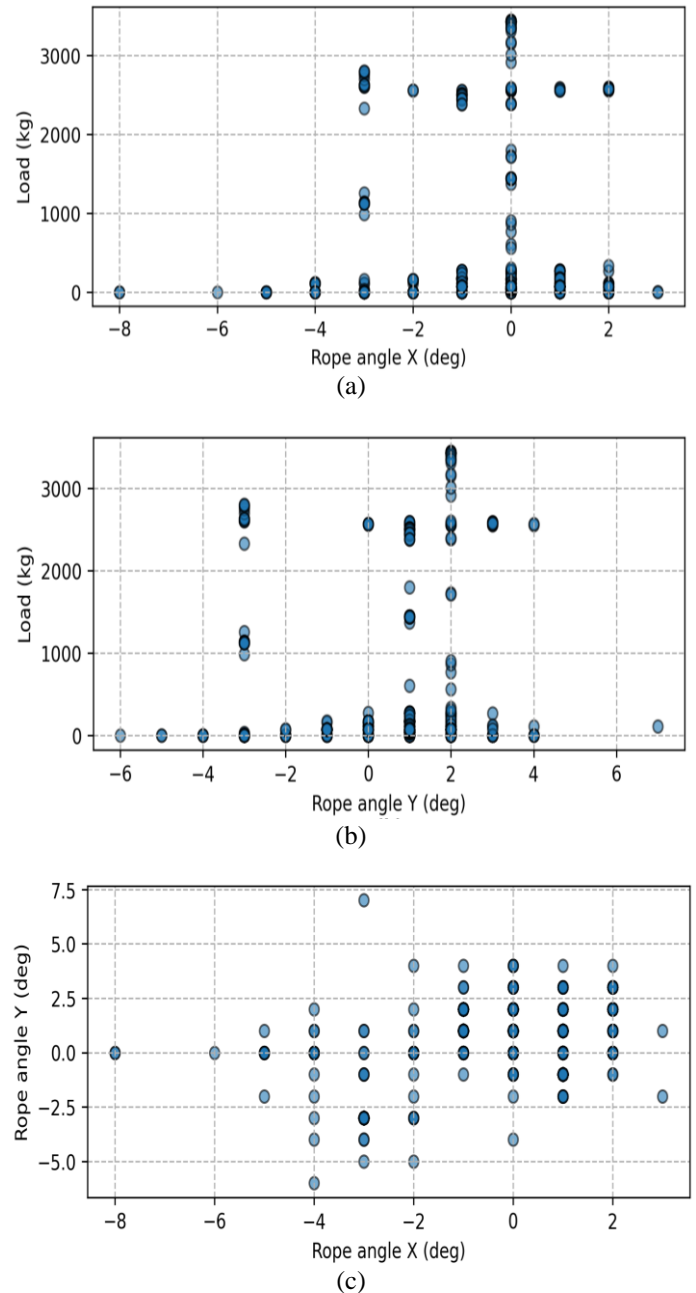 3000
2000
1000
0
Load (kg)
−8 −6 −4 −2 0 2
Rope angle X (deg)
(a)
3000
2000
1000
0
Load (kg)
−6 −4 −2 0 2 4 6
Rope angle Y (deg)
(b)
7.5
5.0
2.5
0.0
−2.5
−5.0
Rope angle Y (deg)
−8 −6 −4 −2 0 2
Rope angle X (deg)
(c)